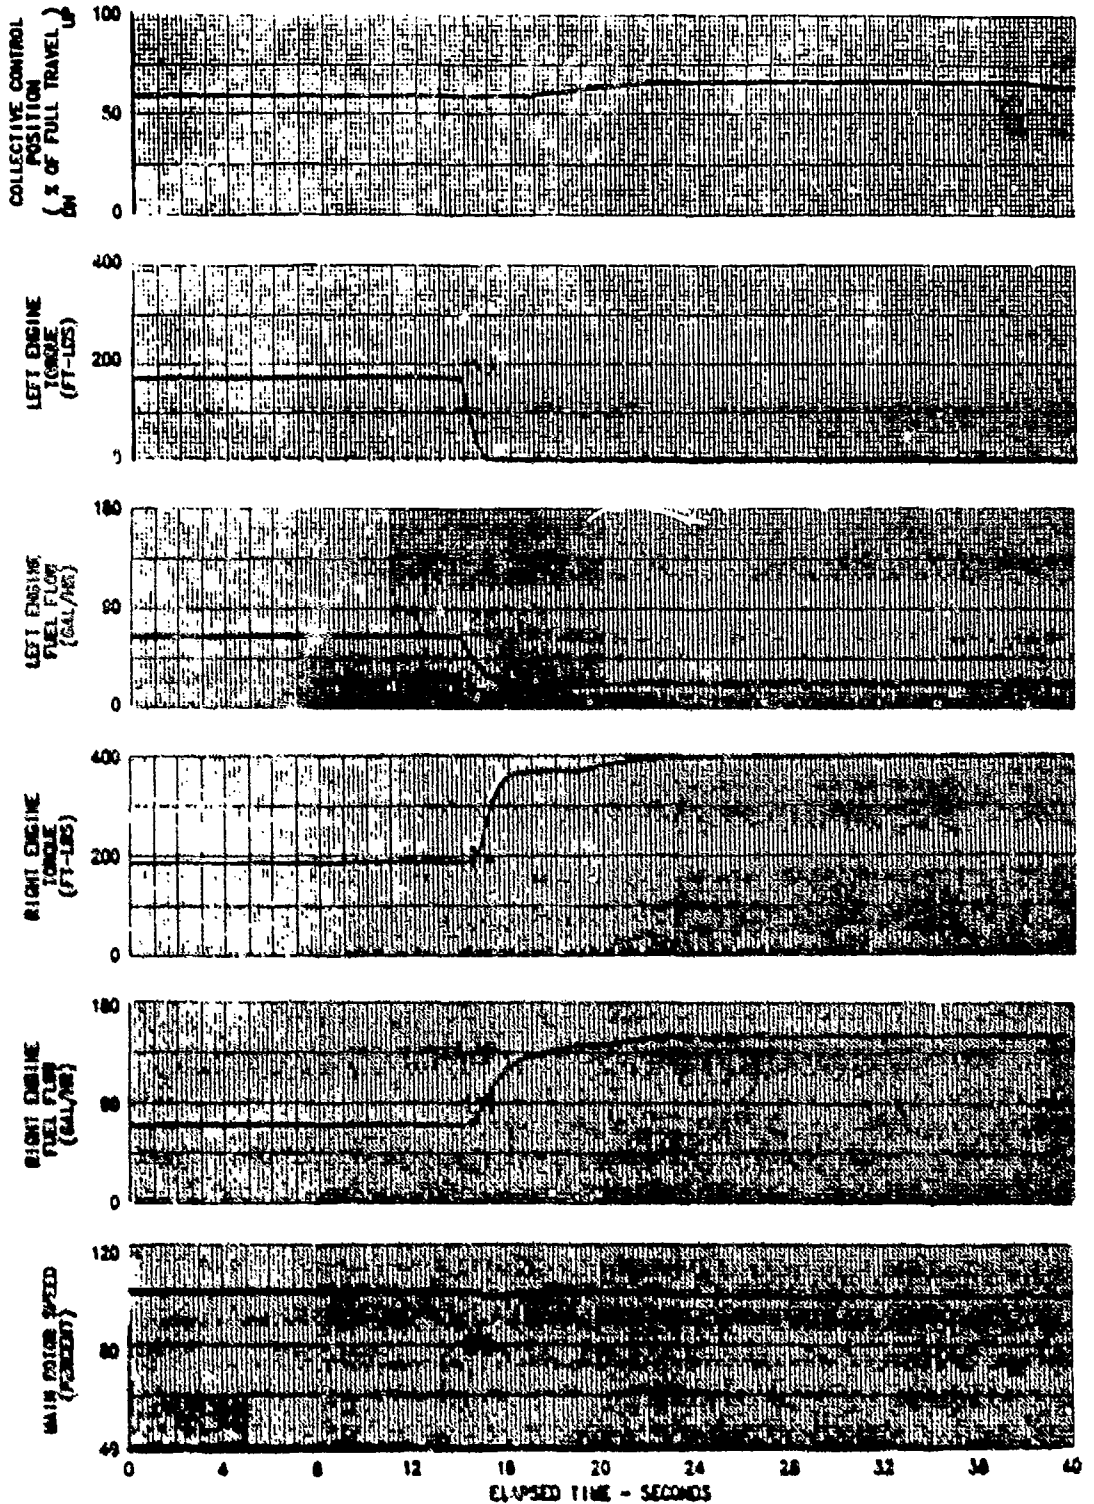 COLLECTIVE CONTROL
POSITION
( % OF FULL TRAVEL )
DN UP
100
50
0
LEFT ENGINE
TORQUE
(FT-LBS)
400
200
0
LEFT ENGINE
FUEL FLOW
(GAL/HR)
180
90
0
RIGHT ENGINE
TORQUE
(FT-LBS)
400
200
0
RIGHT ENGINE
FUEL FLOW
(GAL/HR)
180
90
0
MAIN ROTOR SPEED
(PERCENT)
120
80
40
0 4 8 12 16 20 24 28 32 36 40
ELAPSED TIME - SECONDS